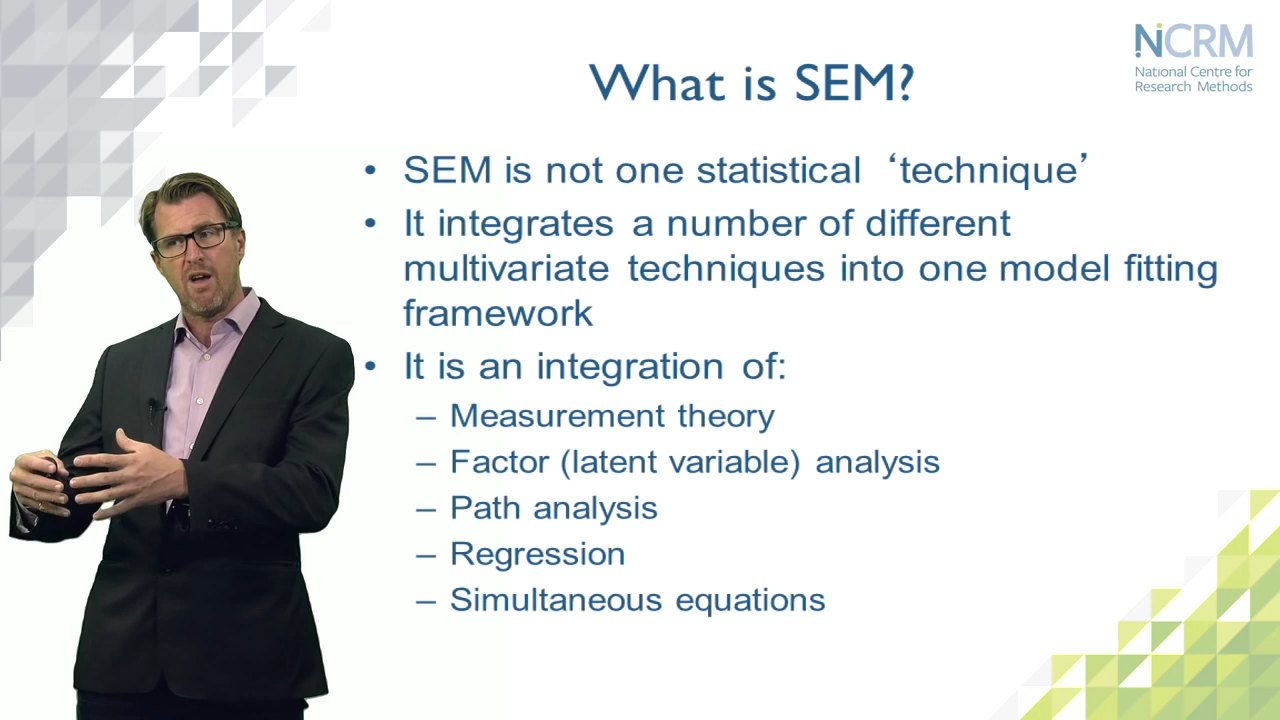 NCRM
National Centre for
Research Methods
What is SEM?
• SEM is not one statistical ‘technique’
• It integrates a number of different
multivariate techniques into one model fitting
framework
• It is an integration of:
– Measurement theory
– Factor (latent variable) analysis
– Path analysis
– Regression
– Simultaneous equations